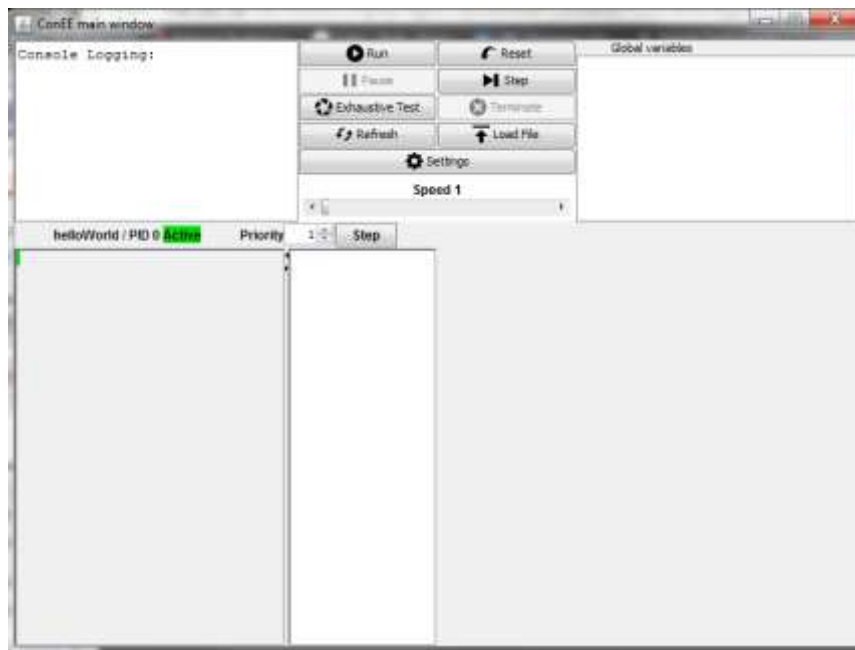 ConEE main window
Console Logging:
Run
Reset
Pause
Step
Exhaustive Test
Terminate
Refresh
Load File
Settings
Speed 1
Global variables
helloWorld / PID 0 Active Priority 1 Step